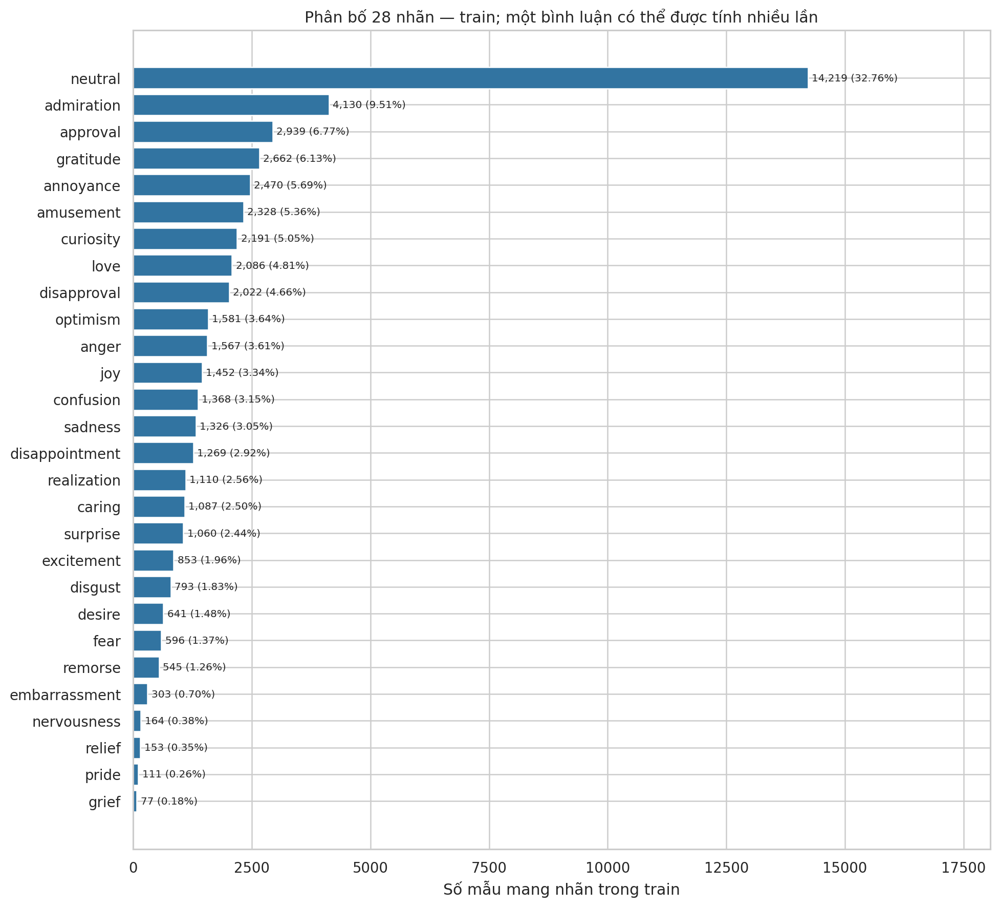 Phân bố 28 nhãn — train; một bình luận có thể được tính nhiều lần
neutral 14,219 (32.76%)
admiration 4,130 (9.51%)
approval 2,939 (6.77%)
gratitude 2,662 (6.13%)
annoyance 2,470 (5.69%)
amusement 2,328 (5.36%)
curiosity 2,191 (5.05%)
love 2,086 (4.81%)
disapproval 2,022 (4.66%)
optimism 1,581 (3.64%)
anger 1,567 (3.61%)
joy 1,452 (3.34%)
confusion 1,368 (3.15%)
sadness 1,326 (3.05%)
disappointment 1,269 (2.92%)
realization 1,110 (2.56%)
caring 1,087 (2.50%)
surprise 1,060 (2.44%)
excitement 853 (1.96%)
disgust 793 (1.83%)
desire 641 (1.48%)
fear 596 (1.37%)
remorse 545 (1.26%)
embarrassment 303 (0.70%)
nervousness 164 (0.38%)
relief 153 (0.35%)
pride 111 (0.26%)
grief 77 (0.18%)
0 2500 5000 7500 10000 12500 15000 17500
Số mẫu mang nhãn trong train